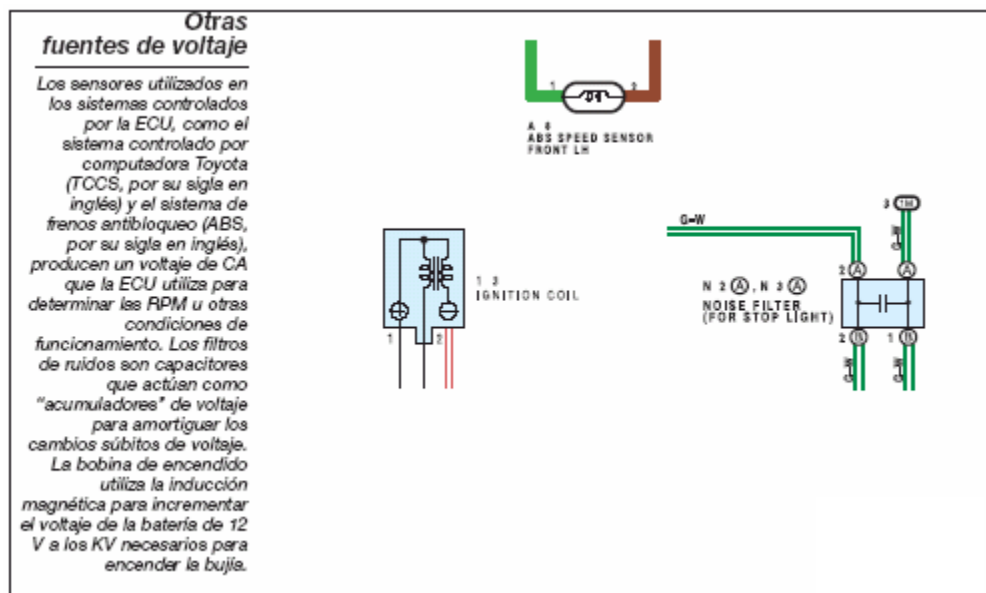 Otras
fuentes de voltaje
Los sensores utilizados en
los sistemas controlados
por la ECU, como el
sistema controlado por
computadora Toyota
(TCCS, por su sigla en
inglés) y el sistema de
frenos antibloqueo (ABS,
por su sigla en inglés),
producen un voltaje de CA
que la ECU utiliza para
determinar las RPM u otras
condiciones de
funcionamiento. Los filtros
de ruidos son capacitores
que actúan como
"acumuladores" de voltaje
para amortiguar los
cambios súbitos de voltaje.
La bobina de encendido
utiliza la inducción
magnética para incrementar
el voltaje de la batería de 12
V a los KV necesarios para
encender la bujía.
1 2
A 6
ABS SPEED SENSOR
FRONT LH
1 3
IGNITION COIL
1 2
G-W
3 1M
G-W
2 A A
N 2 A , N 3 A
NOISE FILTER
(FOR STOP LIGHT)
2 B 1 B
G-W G-W